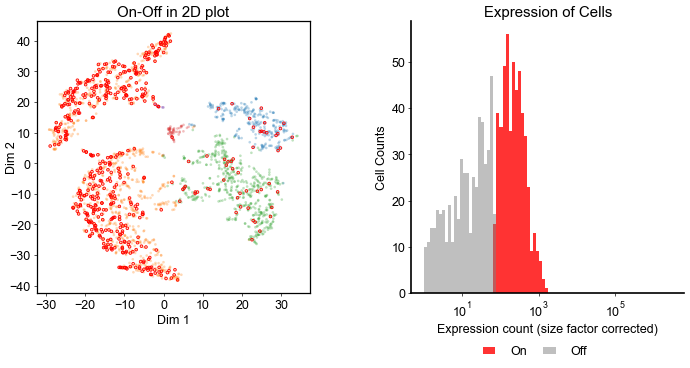 On-Off in 2D plot
40
30
20
10
0
−10
−20
−30
−40
Dim 2
−30 −20 −10 0 10 20 30
Dim 1
Expression of Cells
50
40
30
20
10
0
Cell Counts
10^1 10^3 10^5
Expression count (size factor corrected)
On Off